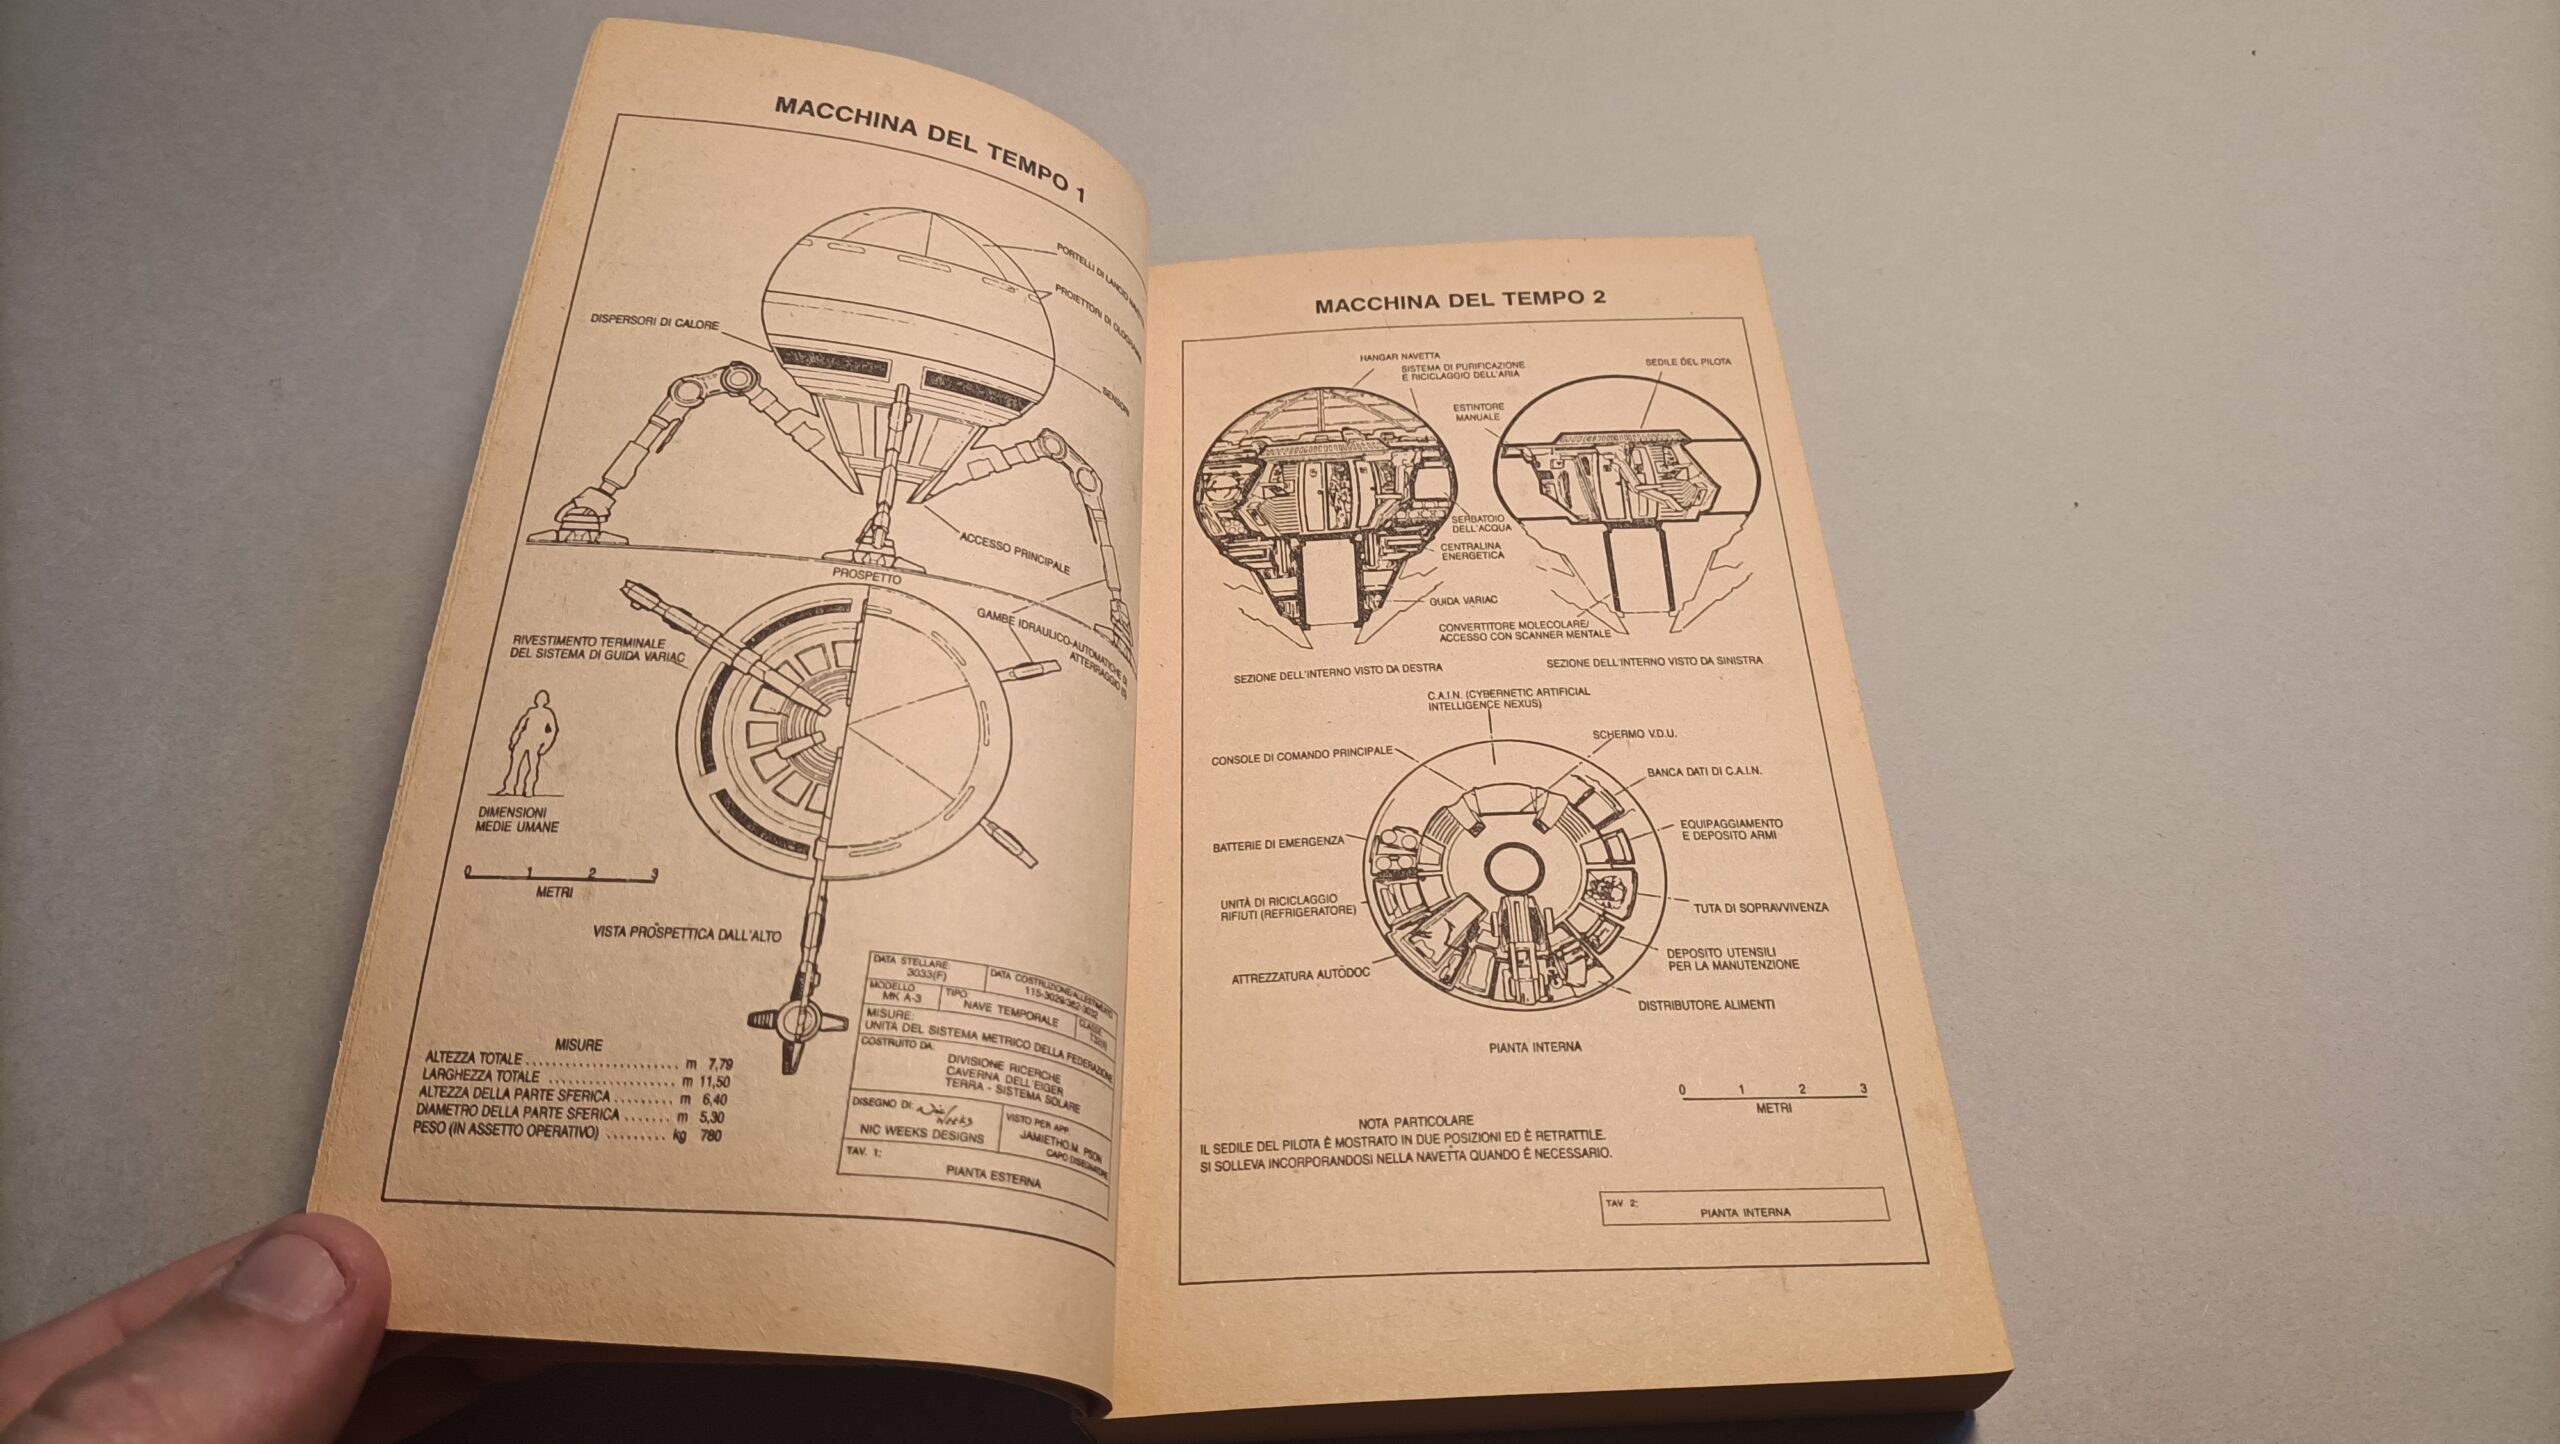 MACCHINA DEL TEMPO 1
PORTELLI DI LANCIO
PROIETTORI DI OLOGRAMMI
DISPERSORI DI CALORE
SENSORI
ACCESSO PRINCIPALE
PROSPETTO
GAMBE IDRAULICO-AUTOMATICHE DI
ATTERRAGGIO
RIVESTIMENTO TERMINALE
DEL SISTEMA DI GUIDA VARIAC
DIMENSIONI
MEDIE UMANE
0 1 2 3
METRI
VISTA PROSPETTICA DALL'ALTO
MISURE
ALTEZZA TOTALE ........................ m 7,79
LARGHEZZA TOTALE ..................... m 11,50
ALTEZZA DELLA PARTE SFERICA ......... m 6,40
DIAMETRO DELLA PARTE SFERICA ....... m 5,30
PESO (IN ASSETTO OPERATIVO) .......... kg 780
DATA STELLARE:
3033(F)
DATA COSTRUZIONE/ALLESTIMENTO
115-3029/362-3032
MODELLO
MK A-3
TIPO
NAVE TEMPORALE
CLASSE
MISURE:
UNITÀ DEL SISTEMA METRICO DELLA FEDERAZIONE
COSTRUITO DA:
DIVISIONE RICERCHE
CAVERNA DELL'EIGER
TERRA - SISTEMA SOLARE
DISEGNO DI: Nic Weeks
NIC WEEKS DESIGNS
VISTO PER APP.
JAMIETHO.M. PSON
CAPO DISEGNATORE
TAV. 1:
PIANTA ESTERNA
MACCHINA DEL TEMPO 2
HANGAR NAVETTA
SISTEMA DI PURIFICAZIONE
E RICICLAGGIO DELL'ARIA
SEDILE DEL PILOTA
ESTINTORE
MANUALE
SERBATOIO
DELL'ACQUA
CENTRALINA
ENERGETICA
GUIDA VARIAC
CONVERTITORE MOLECOLARE/
ACCESSO CON SCANNER MENTALE
SEZIONE DELL'INTERNO VISTO DA DESTRA
SEZIONE DELL'INTERNO VISTO DA SINISTRA
C.A.I.N. (CYBERNETIC ARTIFICIAL
INTELLIGENCE NEXUS)
SCHERMO V.D.U.
CONSOLE DI COMANDO PRINCIPALE
BANCA DATI DI C.A.I.N.
BATTERIE DI EMERGENZA
EQUIPAGGIAMENTO
E DEPOSITO ARMI
UNITÀ DI RICICLAGGIO
RIFIUTI (REFRIGERATORE)
TUTA DI SOPRAVVIVENZA
ATTREZZATURA AUTODOC
DEPOSITO UTENSILI
PER LA MANUTENZIONE
DISTRIBUTORE ALIMENTI
PIANTA INTERNA
0 1 2 3
METRI
NOTA PARTICOLARE
IL SEDILE DEL PILOTA È MOSTRATO IN DUE POSIZIONI ED È RETRATTILE.
SI SOLLEVA INCORPORANDOSI NELLA NAVETTA QUANDO È NECESSARIO.
TAV 2:
PIANTA INTERNA